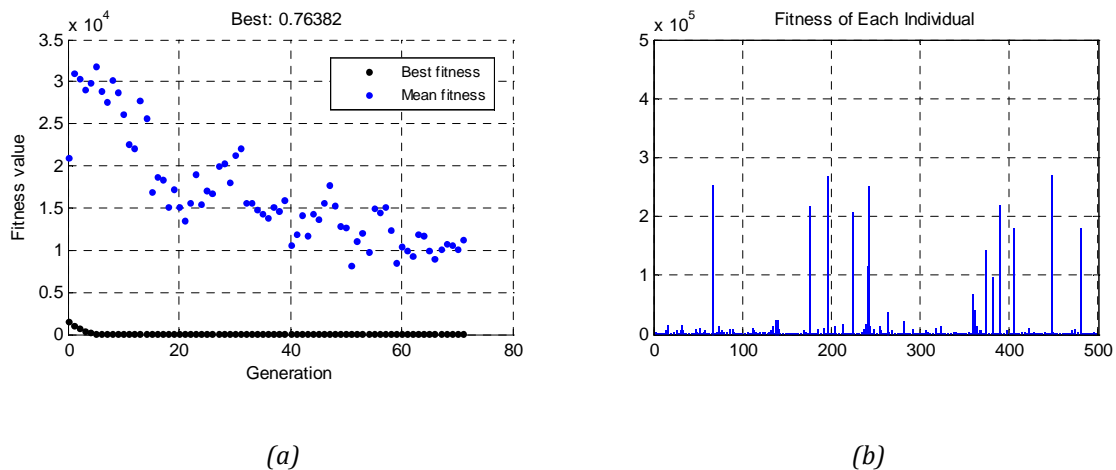 Best: 0.76382
x 10^4
3.5
3
2.5
2
1.5
1
0.5
0
0 20 40 60 80
Fitness value
Generation
Best fitness
Mean fitness
(a)
Fitness of Each Individual
x 10^5
5
4
3
2
1
0
0 100 200 300 400 500
(b)